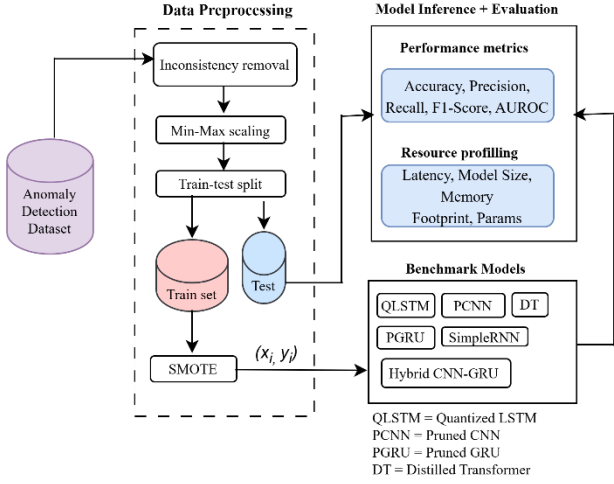 Data Preprocessing
Inconsistency removal
Min-Max scaling
Train-test split
Anomaly
Detection
Dataset
Train set
Test
SMOTE
(xi, yi)
Model Inference + Evaluation
Performance metrics
Accuracy, Precision,
Recall, F1-Score, AUROC
Resource profilling
Latency, Model Size,
Memory
Footprint, Params
Benchmark Models
QLSTM
PCNN
DT
PGRU
SimpleRNN
Hybrid CNN-GRU
QLSTM = Quantized LSTM
PCNN = Pruned CNN
PGRU = Pruned GRU
DT = Distilled Transformer